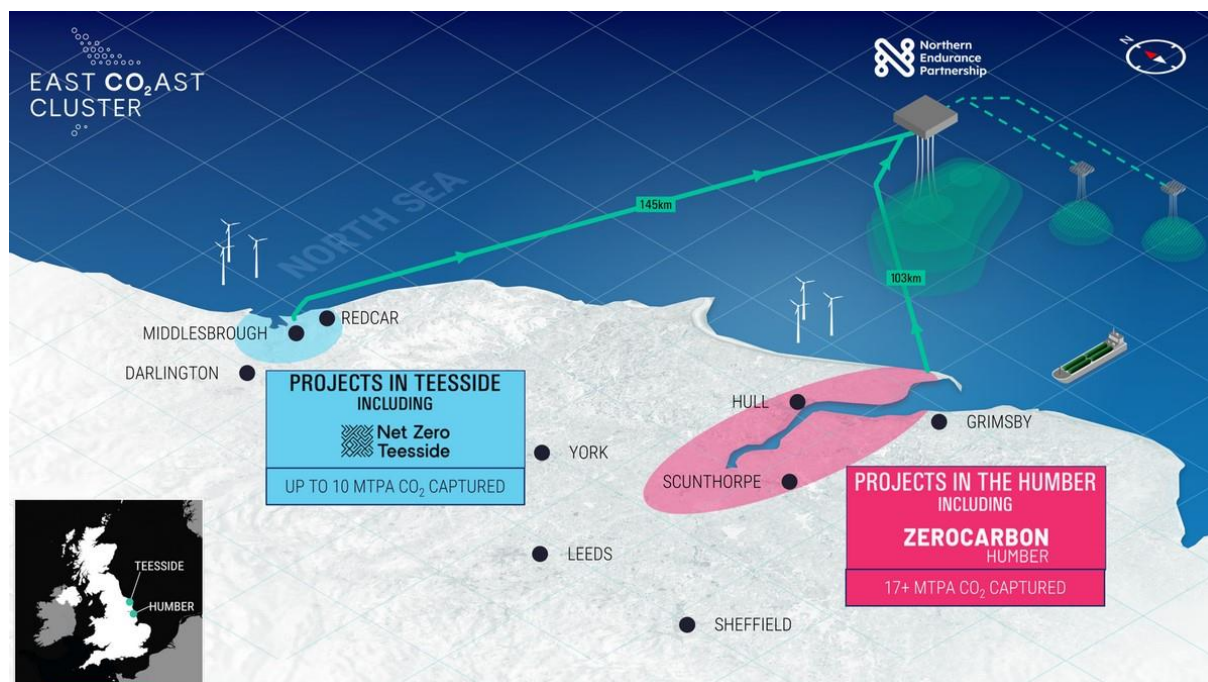 EAST CO₂AST
CLUSTER
Northern
Endurance
Partnership
N
NORTH SEA
145km
103km
REDCAR
MIDDLESBROUGH
DARLINGTON
PROJECTS IN TEESSIDE
INCLUDING
Net Zero
Teesside
UP TO 10 MTPA CO₂ CAPTURED
HULL
GRIMSBY
YORK
SCUNTHORPE
PROJECTS IN THE HUMBER
INCLUDING
ZEROCARBON
HUMBER
17+ MTPA CO₂ CAPTURED
LEEDS
SHEFFIELD
TEESSIDE
HUMBER